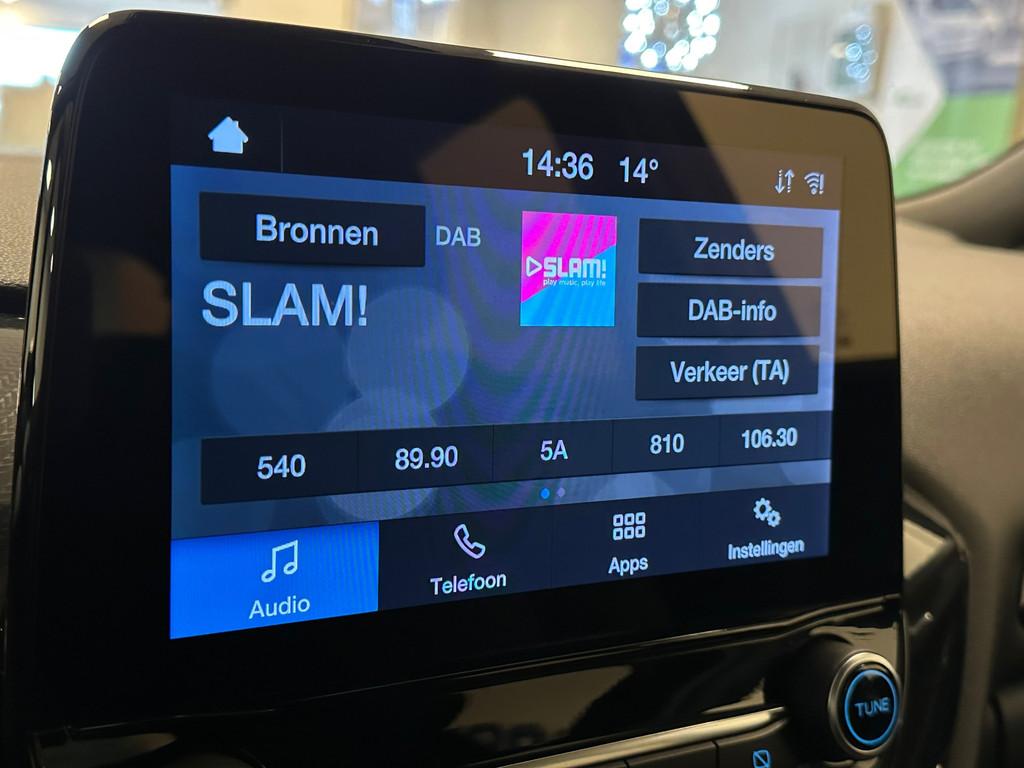 14:36 14°
Bronnen DAB
SLAM!
SLAM!
play music, play life
Zenders
DAB-info
Verkeer (TA)
540 89.90 5A 810 106.30
Audio Telefoon Apps Instellingen
TUNE